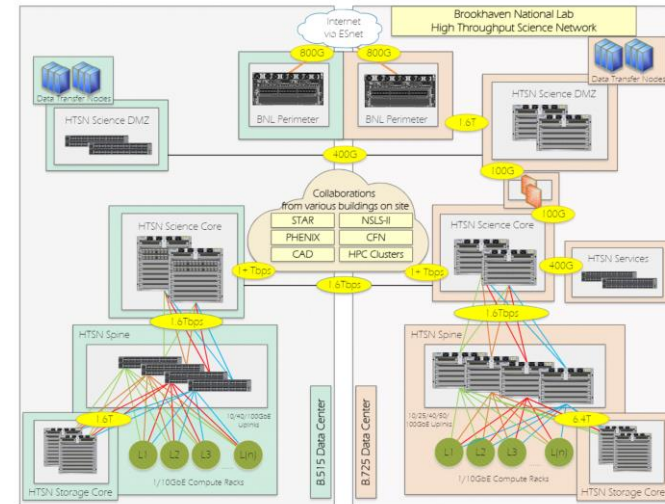 Internet
via ESnet
Brookhaven National Lab
High Throughput Science Network
800G
800G
Data Transfer Nodes
Data Transfer Nodes
HTSN Science DMZ
BNL Perimeter
BNL Perimeter
HTSN Science DMZ
1.6T
400G
100G
Collaborations
from various buildings on site
STAR
NSLS-II
PHENIX
CFN
CAD
HPC Clusters
HTSN Science Core
HTSN Science Core
100G
1+ Tbps
1+ Tbps
400G
HTSN Services
1.6Tbps
1.6Tbps
1.6Tbps
HTSN Spine
HTSN Spine
10/40/100GbE
Uplinks
10/25/40/50/
100GbE
Uplinks
1.6T
6.4T
L1
L2
L3
L(n)
L1
L2
L3
L(n)
HTSN Storage Core
1/10GbE Compute Racks
B.515 Data Center
B.725 Data Center
1/10GbE Compute Racks
HTSN Storage Core